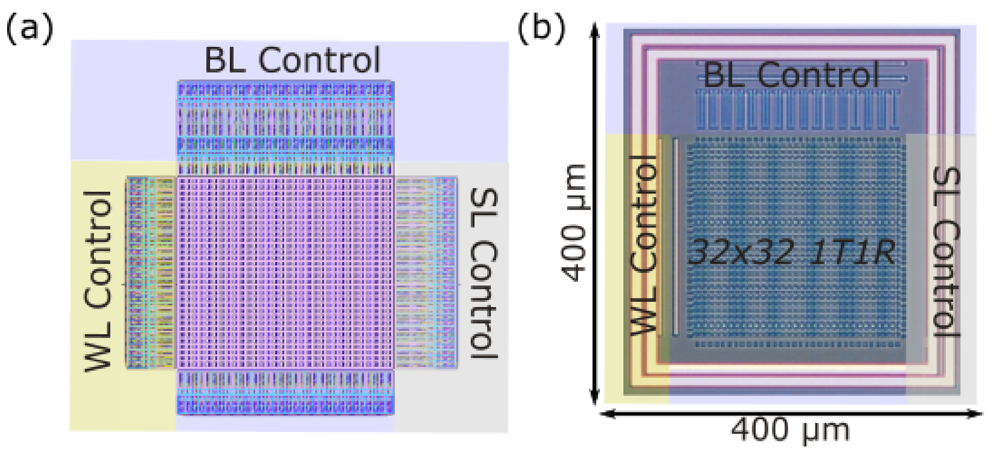 (a)
BL Control
WL Control
SL Control
(b)
BL Control
WL Control
32x32 1T1R
SL Control
400 µm
400 µm